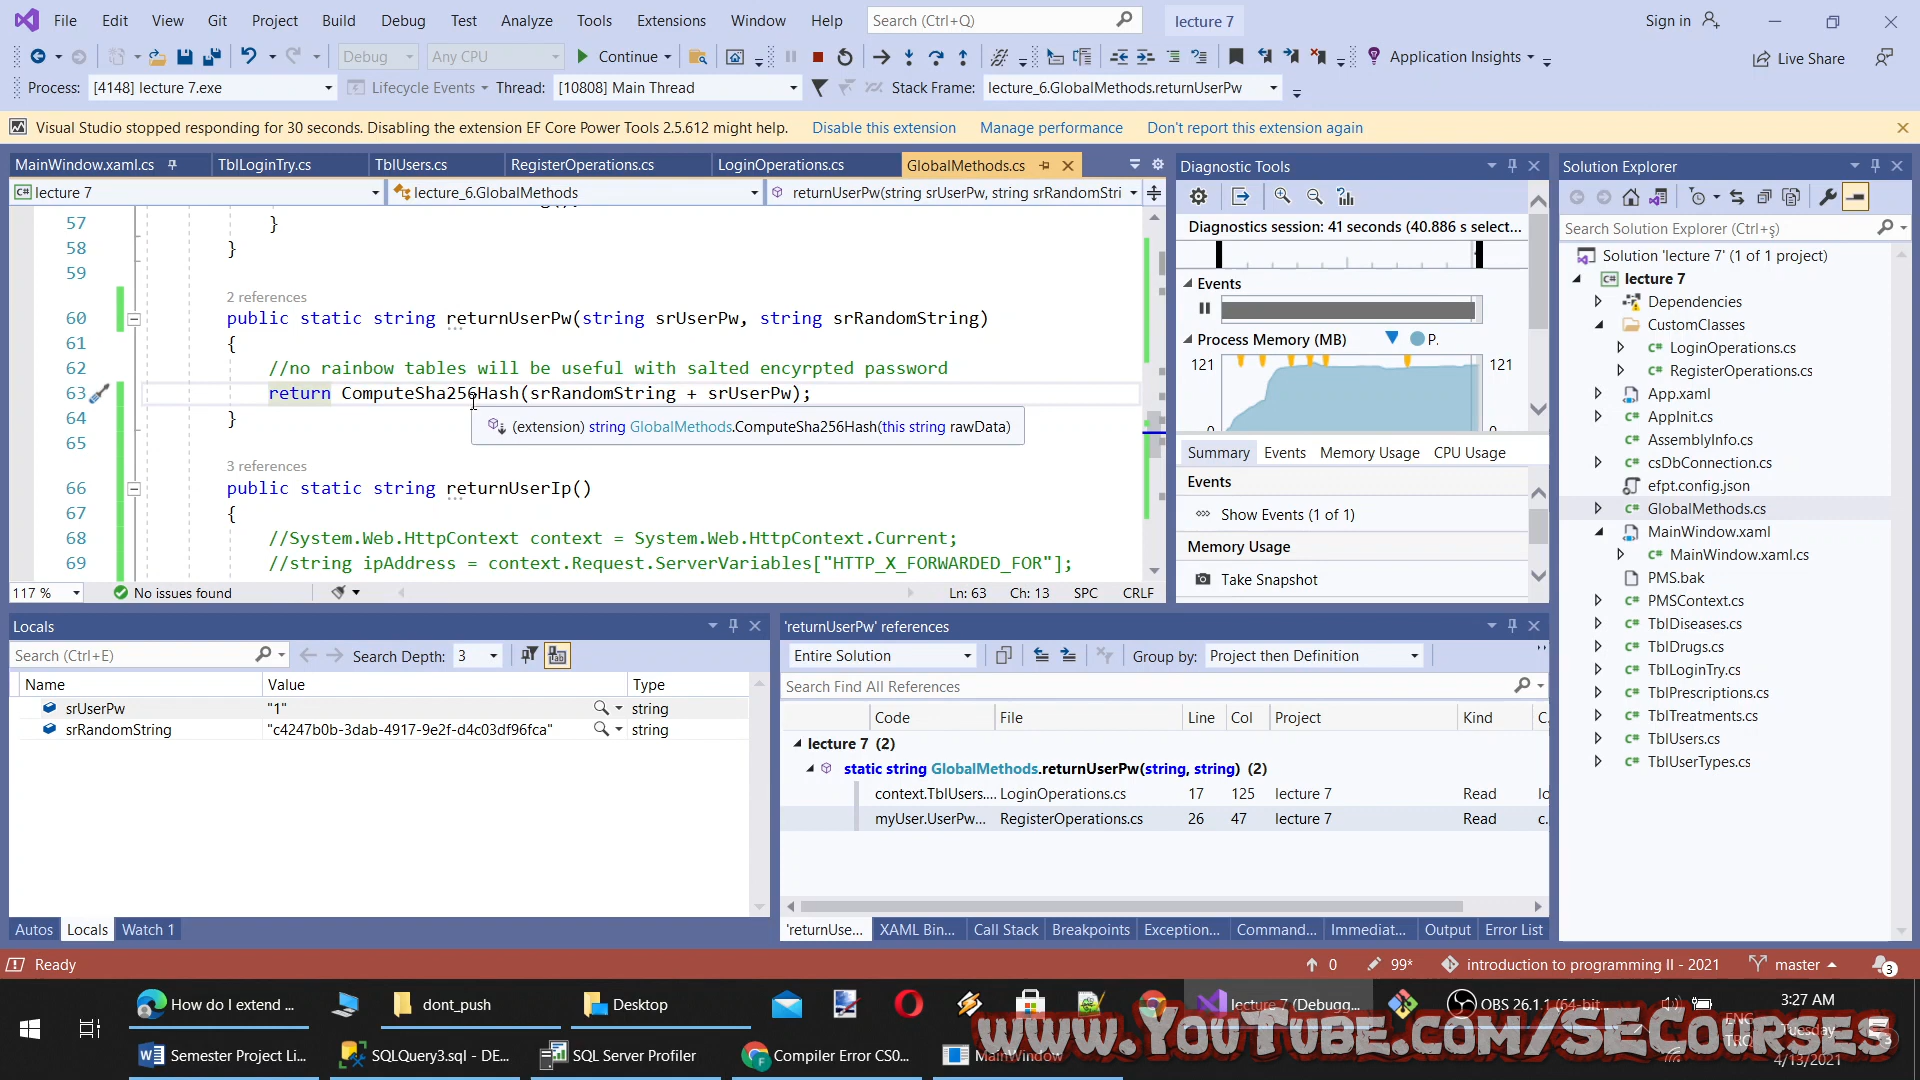 File Edit View Git Project Build Debug Test Analyze Tools Extensions Window Help Search (Ctrl+Q) lecture 7 Sign in
Debug Any CPU Continue Application Insights Live Share
Process: [4148] lecture 7.exe Lifecycle Events Thread: [10808] Main Thread Stack Frame: lecture_6.GlobalMethods.returnUserPw
Visual Studio stopped responding for 30 seconds. Disabling the extension EF Core Power Tools 2.5.612 might help. Disable this extension Manage performance Don't report this extension again
MainWindow.xaml.cs TblLoginTry.cs TblUsers.cs RegisterOperations.cs LoginOperations.cs GlobalMethods.cs
lecture 7 lecture_6.GlobalMethods returnUserPw(string srUserPw, string srRandomStri
57 }
58 }
59
2 references
60 public static string returnUserPw(string srUserPw, string srRandomString)
61 {
62 //no rainbow tables will be useful with salted encyrpted password
63 return ComputeSha256Hash(srRandomString + srUserPw);
64 }
(extension) string GlobalMethods.ComputeSha256Hash(this string rawData)
65
3 references
66 public static string returnUserIp()
67 {
68 //System.Web.HttpContext context = System.Web.HttpContext.Current;
69 //string ipAddress = context.Request.ServerVariables["HTTP_X_FORWARDED_FOR"];
117 % No issues found Ln: 63 Ch: 13 SPC CRLF
Diagnostic Tools
Diagnostics session: 41 seconds (40.886 s select...
Events
Process Memory (MB) P.
121 121
0 0
Summary Events Memory Usage CPU Usage
Events
Show Events (1 of 1)
Memory Usage
Take Snapshot
Solution Explorer
Search Solution Explorer (Ctrl+ş)
Solution 'lecture 7' (1 of 1 project)
lecture 7
Dependencies
CustomClasses
LoginOperations.cs
RegisterOperations.cs
App.xaml
AppInit.cs
AssemblyInfo.cs
csDbConnection.cs
efpt.config.json
GlobalMethods.cs
MainWindow.xaml
MainWindow.xaml.cs
PMS.bak
PMSContext.cs
TblDiseases.cs
TblDrugs.cs
TblLoginTry.cs
TblPrescriptions.cs
TblTreatments.cs
TblUsers.cs
TblUserTypes.cs
Locals
Search (Ctrl+E) Search Depth: 3
Name Value Type
srUserPw "1" string
srRandomString "c4247b0b-3dab-4917-9e2f-d4c03df96fca" string
Autos Locals Watch 1
'returnUserPw' references
Entire Solution Group by: Project then Definition
Search Find All References
Code File Line Col Project Kind C.
lecture 7 (2)
static string GlobalMethods.returnUserPw(string, string) (2)
context.TblUsers.... LoginOperations.cs 17 125 lecture 7 Read lo
myUser.UserPw... RegisterOperations.cs 26 47 lecture 7 Read c.
'returnUse... XAML Bin... Call Stack Breakpoints Exception... Command... Immediat... Output Error List
Ready 0 99* introduction to programming II - 2021 master 3
How do I extend ... dont_push Desktop lecture 7 (Debugg... OBS 26.1.1 (64-bit... 3:27 AM
ENG Tuesday
Semester Project Li... SQLQuery3.sql - DE... SQL Server Profiler Compiler Error CS0... MainWindow TRQ 4/13/2021
www.YouTube.com/SECourses